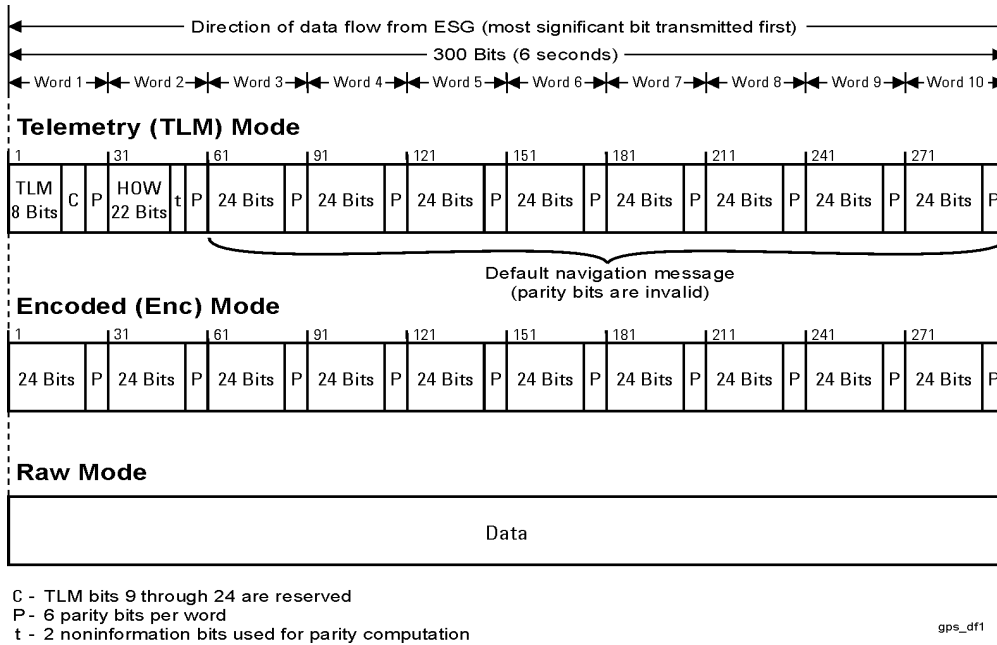 Direction of data flow from ESG (most significant bit transmitted first)
300 Bits (6 seconds)
Word 1 Word 2 Word 3 Word 4 Word 5 Word 6 Word 7 Word 8 Word 9 Word 10
Telemetry (TLM) Mode
1 31 61 91 121 151 181 211 241 271
TLM HOW
8 Bits C P 22 Bits t P 24 Bits P 24 Bits P 24 Bits P 24 Bits P 24 Bits P 24 Bits P 24 Bits P 24 Bits P
Default navigation message
(parity bits are invalid)
Encoded (Enc) Mode
1 31 61 91 121 151 181 211 241 271
24 Bits P 24 Bits P 24 Bits P 24 Bits P 24 Bits P 24 Bits P 24 Bits P 24 Bits P 24 Bits P 24 Bits P
Raw Mode
Data
C - TLM bits 9 through 24 are reserved
P - 6 parity bits per word
t - 2 noninformation bits used for parity computation
gps_df1